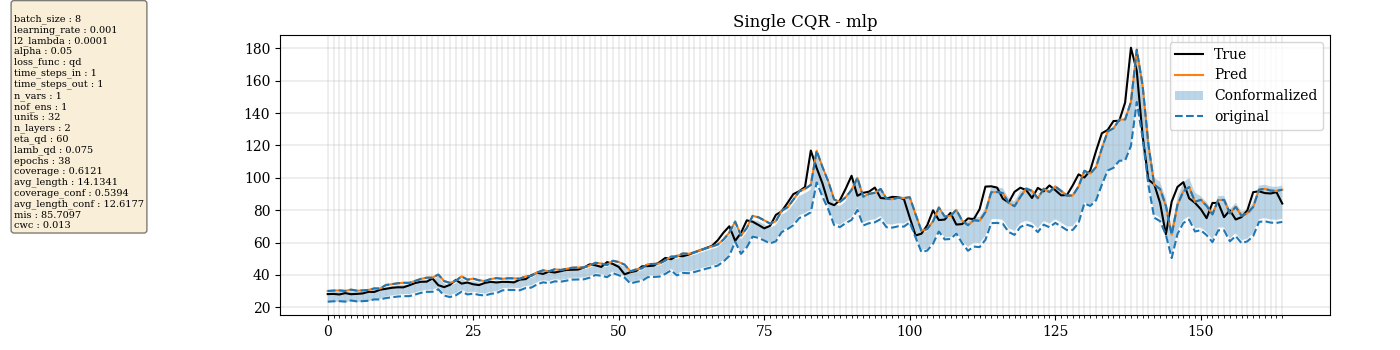 batch_size : 8
learning_rate : 0.001
l2_lambda : 0.0001
alpha : 0.05
loss_func : qd
time_steps_in : 1
time_steps_out : 1
n_vars : 1
nof_ens : 1
units : 32
n_layers : 2
eta_qd : 60
lamb_qd : 0.075
epochs : 38
coverage : 0.6121
avg_length : 14.1341
coverage_conf : 0.5394
avg_length_conf : 12.6177
mis : 85.7097
cwc : 0.013
Single CQR - mlp
180
160
140
120
100
80
60
40
20
0 25 50 75 100 125 150
True
Pred
Conformalized
original